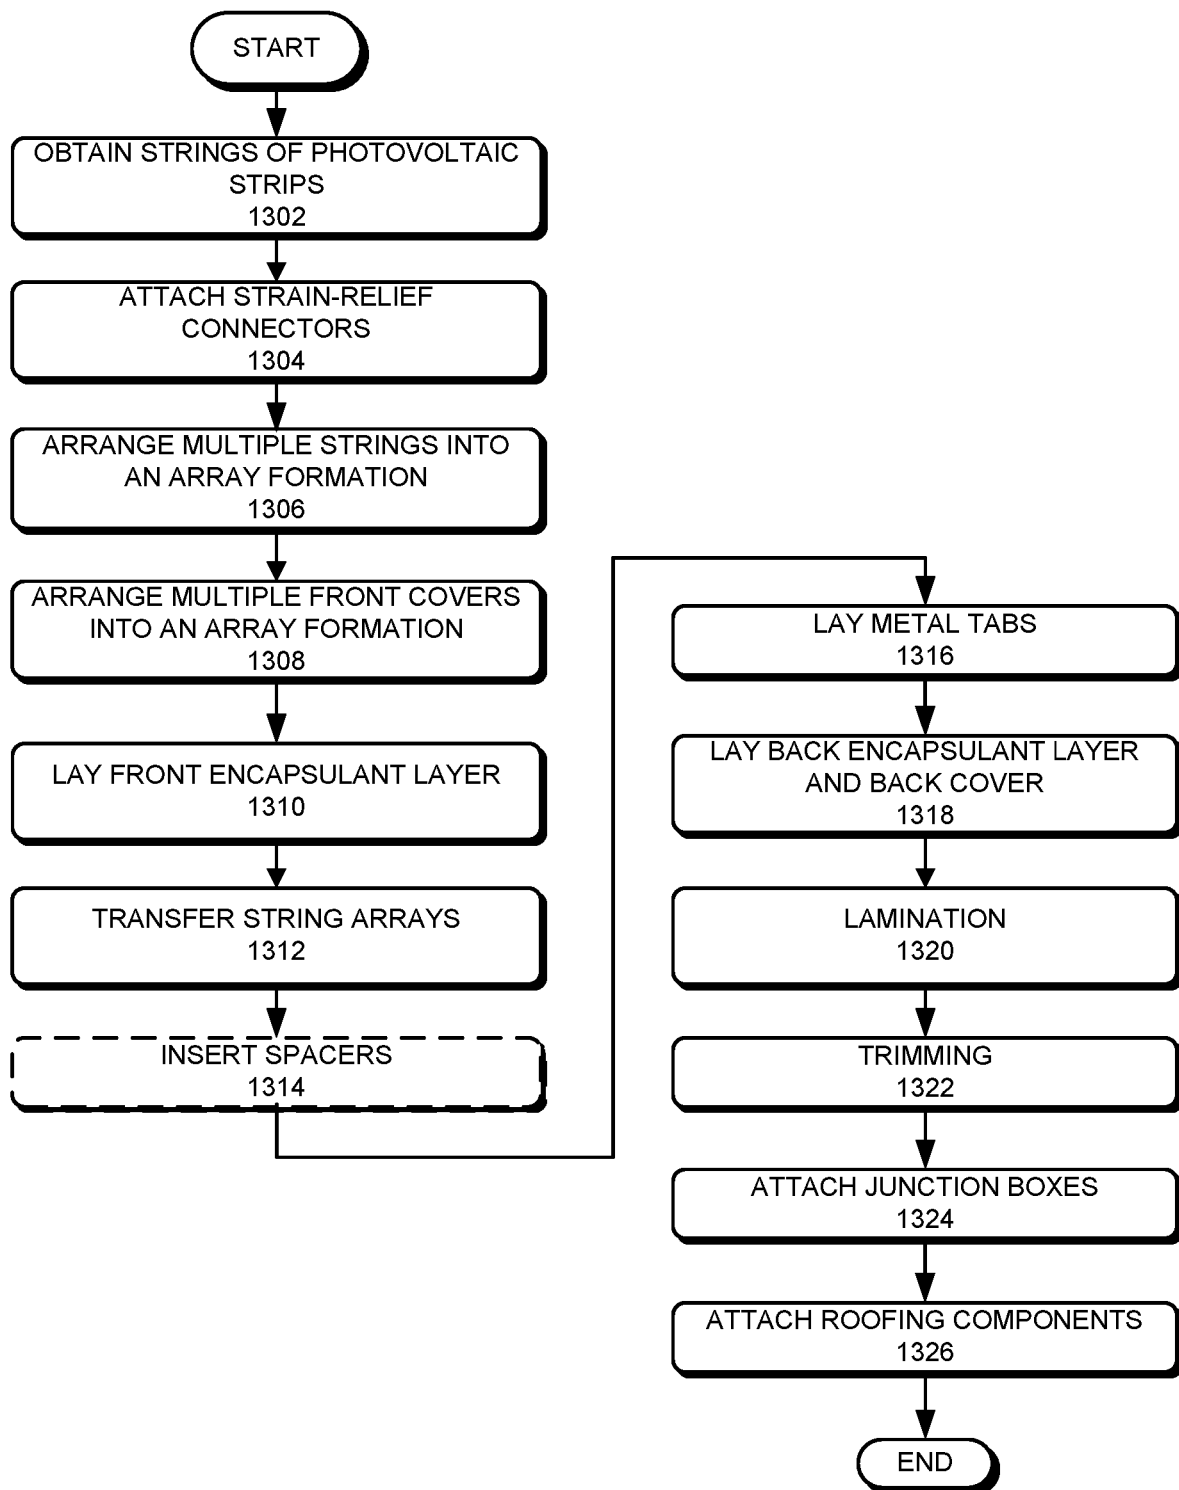 START
OBTAIN STRINGS OF PHOTOVOLTAIC
STRIPS
1302
ATTACH STRAIN-RELIEF
CONNECTORS
1304
ARRANGE MULTIPLE STRINGS INTO
AN ARRAY FORMATION
1306
ARRANGE MULTIPLE FRONT COVERS
INTO AN ARRAY FORMATION
1308
LAY FRONT ENCAPSULANT LAYER
1310
TRANSFER STRING ARRAYS
1312
INSERT SPACERS
1314
LAY METAL TABS
1316
LAY BACK ENCAPSULANT LAYER
AND BACK COVER
1318
LAMINATION
1320
TRIMMING
1322
ATTACH JUNCTION BOXES
1324
ATTACH ROOFING COMPONENTS
1326
END